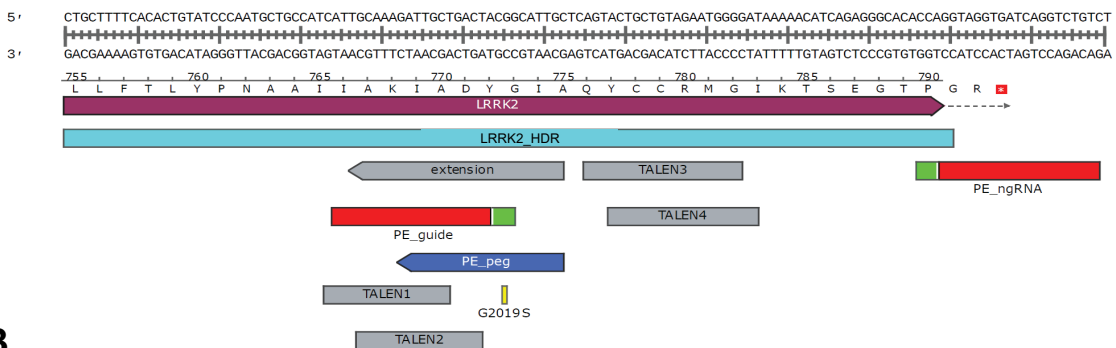 5' CTGCTTTTCACACTGTATCCCAATGCTGCCATCATTGCAAAGATTGCTGACTACGGCATTGCTCAGTACTGCTGTAGAATGGGGATAAAAACATCAGAGGGCACACCAGGTAGGTGATCAGGTCTGTCT
3' GACGAAAAGTGTGACATAGGGTTACGACGGTAGTAACGTTTCTAACGACTGATGCCGTAACGAGTCATGACGACATCTTACCCCTATTTTTGTAGTCTCCCGTGTGGTCCATCCACTAGTCCAGACAGA
755 760 765 770 775 780 785 790
L L F T L Y P N A A I I A K I A D Y G I A Q Y C C R M G I K T S E G T P G R *
LRRK2
LRRK2_HDR
extension TALEN3
PE_ngRNA
TALEN4
PE_guide
PE_peg
TALEN1
G2019S
TALEN2